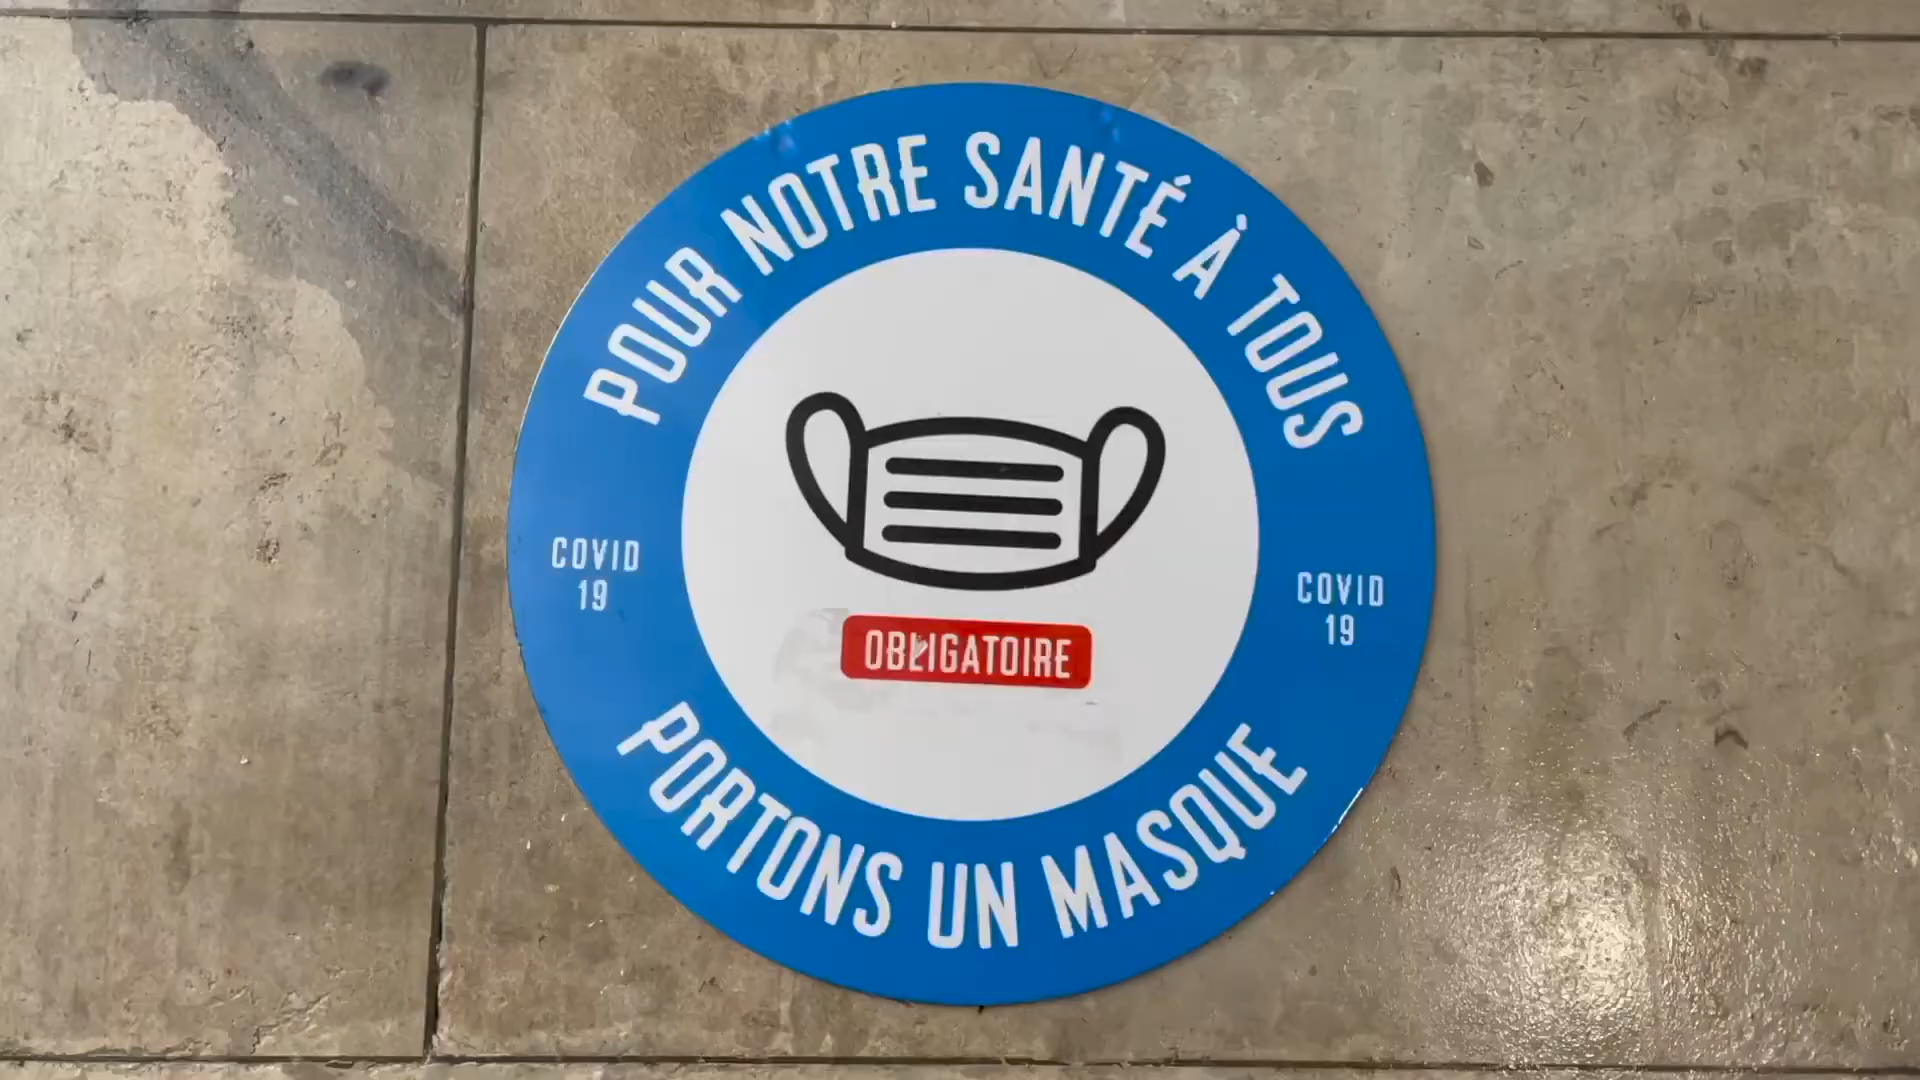 POUR NOTRE SANTÉ À TOUS
COVID
19
COVID
19
OBLIGATOIRE
PORTONS UN MASQUE